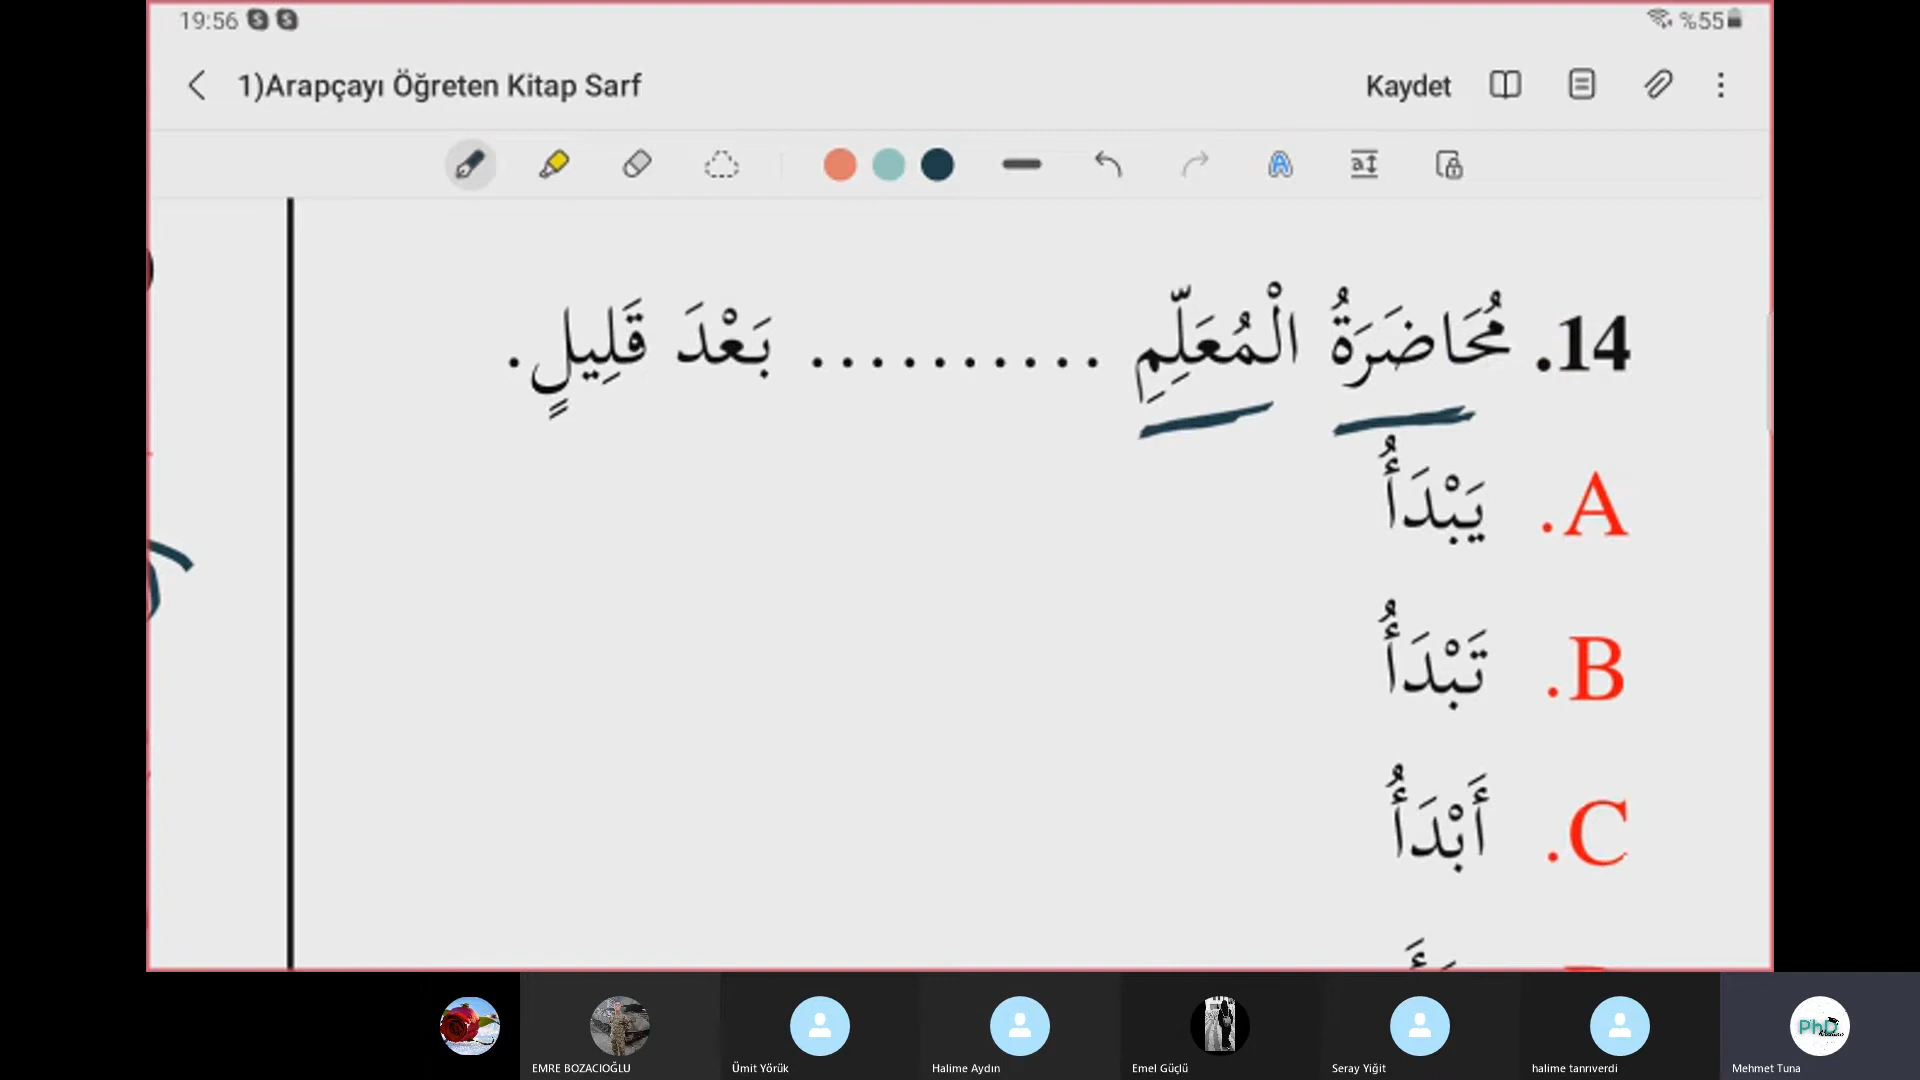 19:56
%55
1)Arapçayı Öğreten Kitap Sarf
Kaydet
14. مُحَاضَرَةُ الْمُعَلِّمِ .......... بَعْدَ قَلِيلٍ.
A. يَبْدَأُ
B. تَبْدَأُ
C. أَبْدَأُ
PhD
EMRE BOZACIOĞLU
Ümit Yörük
Halime Aydın
Emel Güçlü
Seray Yiğit
halime tanrıverdi
Mehmet Tuna